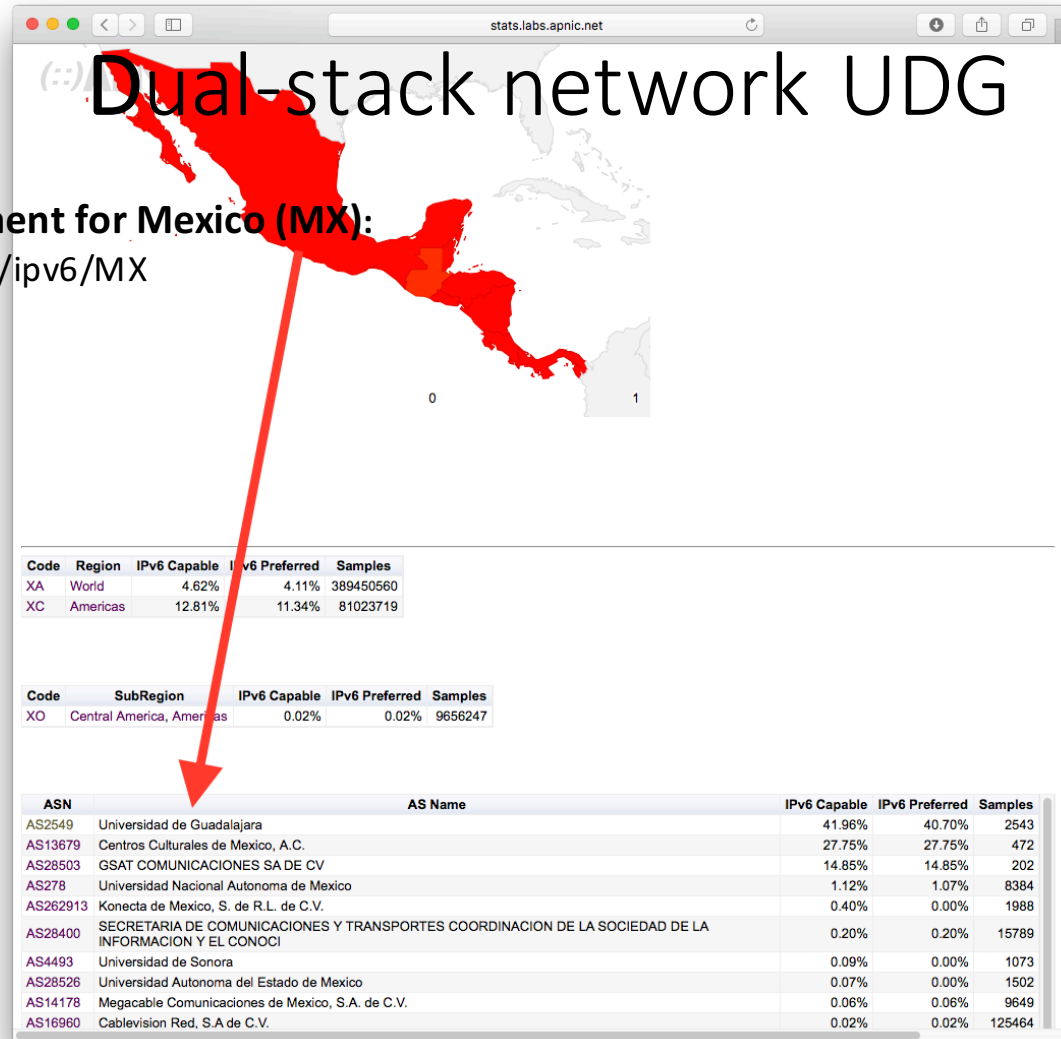 stats.labs.apnic.net
Dual-stack network UDG
ment for Mexico (MX):
/ipv6/MX
0 1
Code Region IPv6 Capable IPv6 Preferred Samples
XA World 4.62% 4.11% 389450560
XC Americas 12.81% 11.34% 81023719
Code SubRegion IPv6 Capable IPv6 Preferred Samples
XO Central America, Americas 0.02% 0.02% 9656247
ASN AS Name IPv6 Capable IPv6 Preferred Samples
AS2549 Universidad de Guadalajara 41.96% 40.70% 2543
AS13679 Centros Culturales de Mexico, A.C. 27.75% 27.75% 472
AS28503 GSAT COMUNICACIONES SA DE CV 14.85% 14.85% 202
AS278 Universidad Nacional Autonoma de Mexico 1.12% 1.07% 8384
AS262913 Konecta de Mexico, S. de R.L. de C.V. 0.40% 0.00% 1988
AS28400 SECRETARIA DE COMUNICACIONES Y TRANSPORTES COORDINACION DE LA SOCIEDAD DE LA
INFORMACION Y EL CONOCI 0.20% 0.20% 15789
AS4493 Universidad de Sonora 0.09% 0.00% 1073
AS28526 Universidad Autonoma del Estado de Mexico 0.07% 0.00% 1502
AS14178 Megacable Comunicaciones de Mexico, S.A. de C.V. 0.06% 0.06% 9649
AS16960 Cablevision Red, S.A de C.V. 0.02% 0.02% 125464